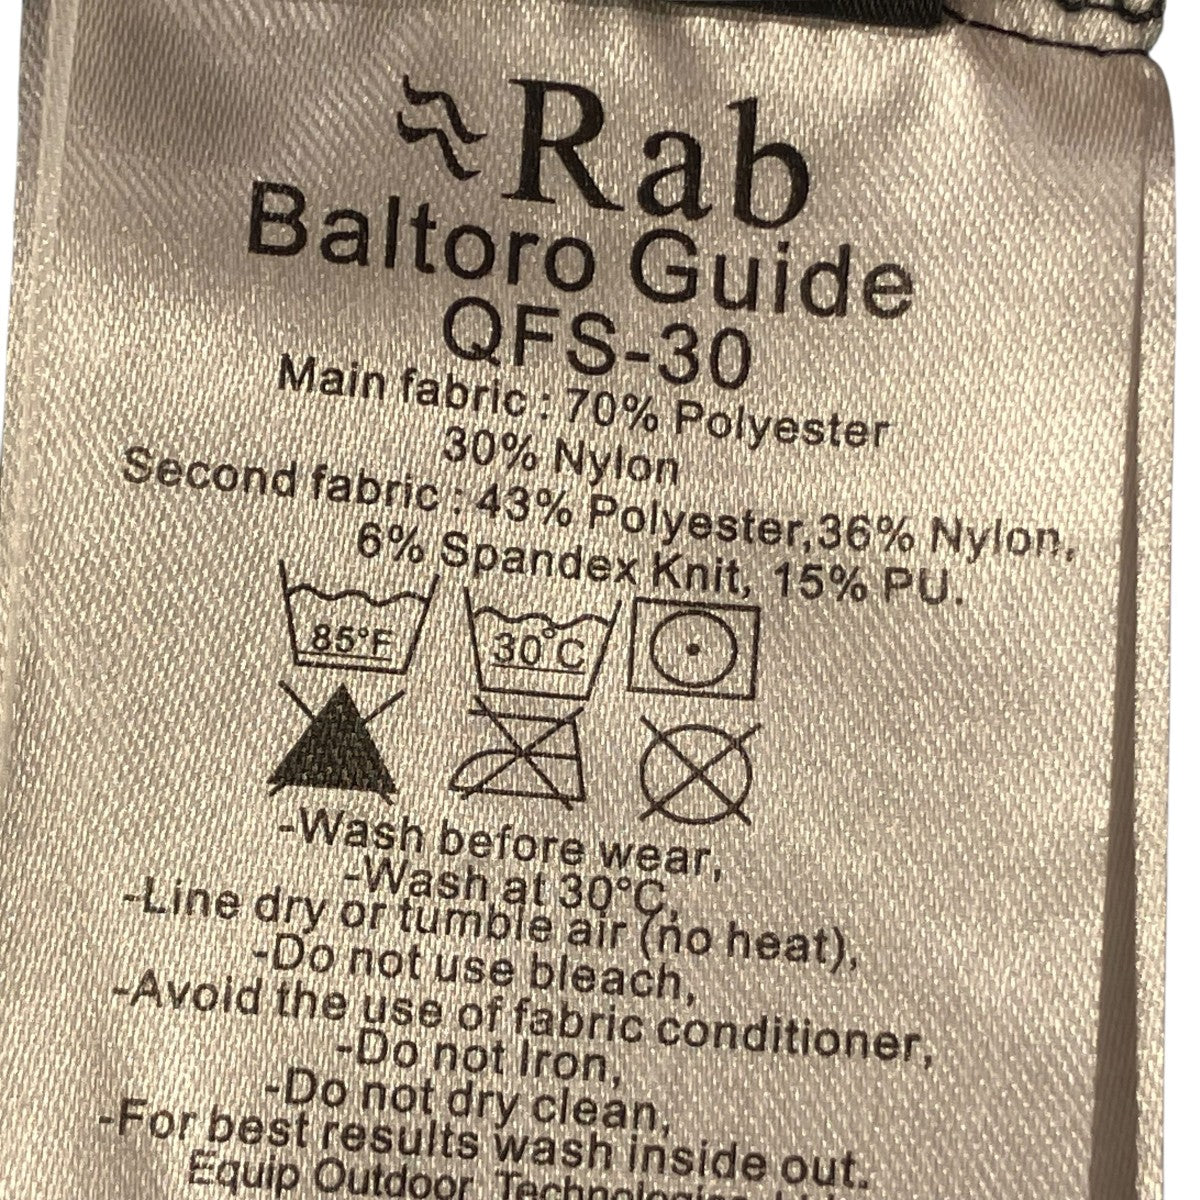 Rab
Baltoro Guide
QFS-30
Main fabric : 70% Polyester
30% Nylon
Second fabric : 43% Polyester,36% Nylon,
6% Spandex Knit, 15% PU.
85°F 30°C
-Wash before wear,
-Wash at 30°C,
-Line dry or tumble air (no heat),
-Do not use bleach,
-Avoid the use of fabric conditioner,
-Do not Iron,
-Do not dry clean,
-For best results wash inside out.
Equip Outdoor Technologies